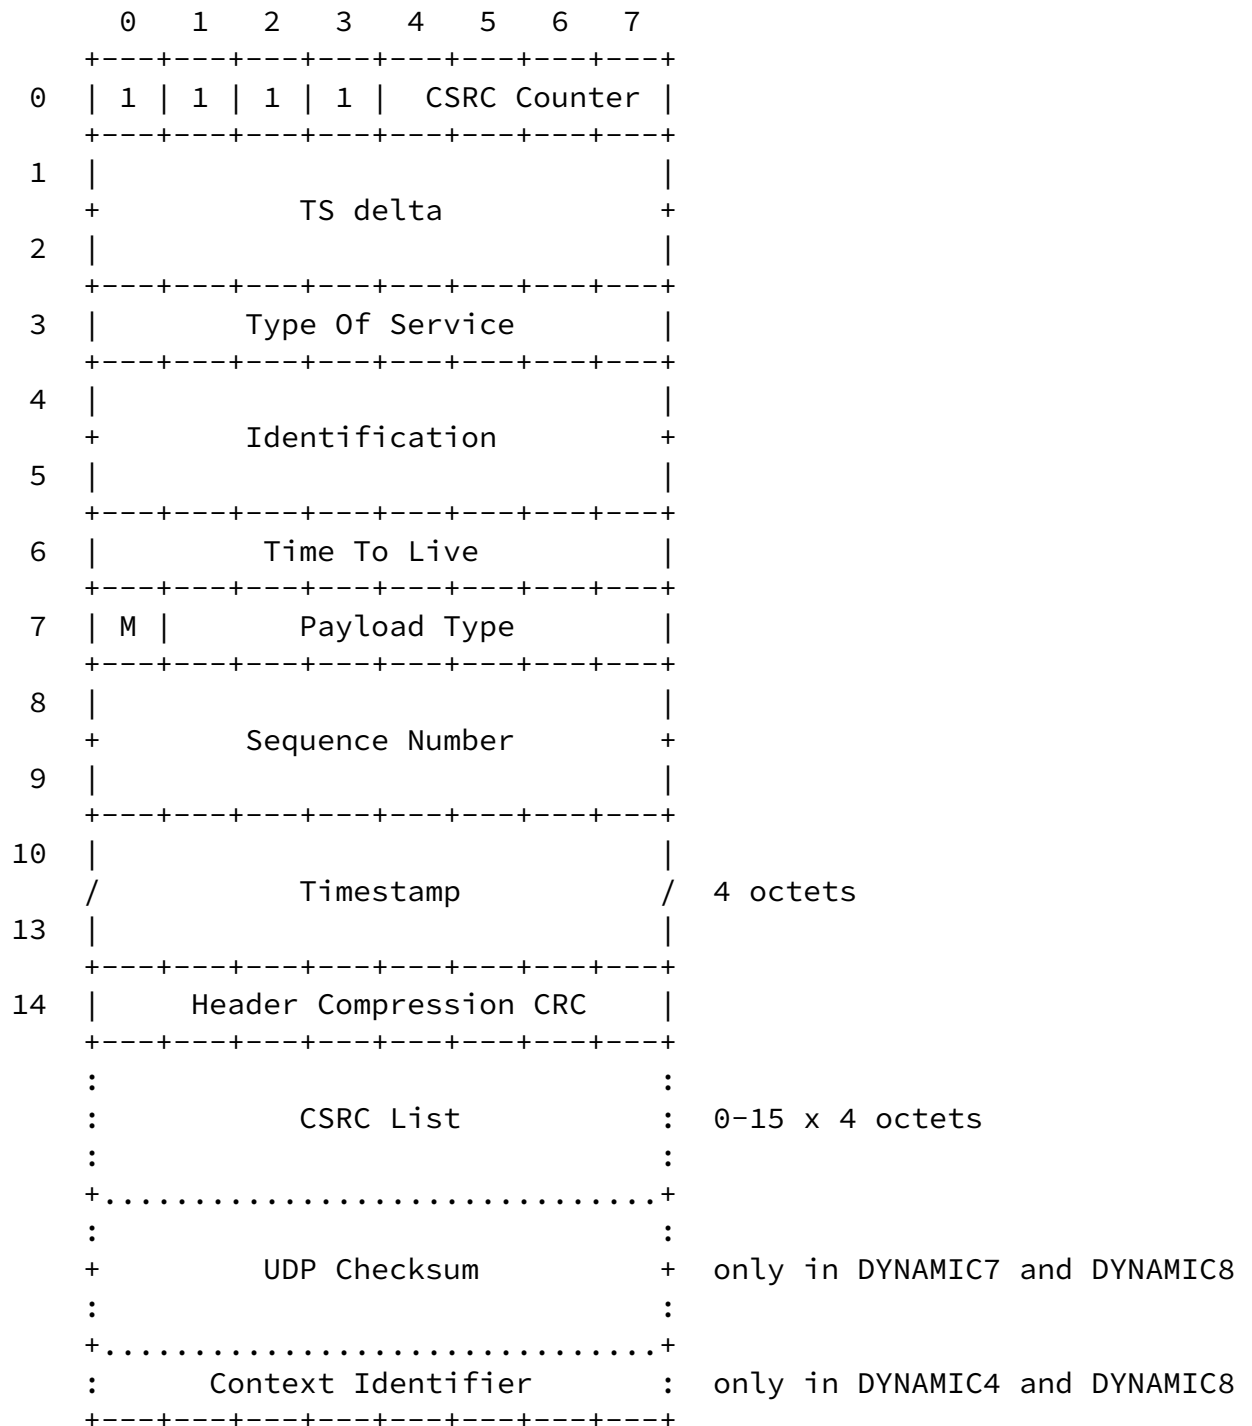 0   1   2   3   4   5   6   7
     +---+---+---+---+---+---+---+---+
 0   | 1 | 1 | 1 | 1 |  CSRC Counter |
     +---+---+---+---+---+---+---+---+
 1   |                               |
     +           TS delta            +
 2   |                               |
     +---+---+---+---+---+---+---+---+
 3   |        Type Of Service        |
     +---+---+---+---+---+---+---+---+
 4   |                               |
     +        Identification         +
 5   |                               |
     +---+---+---+---+---+---+---+---+
 6   |         Time To Live          |
     +---+---+---+---+---+---+---+---+
 7   | M |       Payload Type        |
     +---+---+---+---+---+---+---+---+
 8   |                               |
     +        Sequence Number        +
 9   |                               |
     +---+---+---+---+---+---+---+---+
10   |                               |
     /           Timestamp           /  4 octets
13   |                               |
     +---+---+---+---+---+---+---+---+
14   |     Header Compression CRC    |
     +---+---+---+---+---+---+---+---+
     :                               :
     :           CSRC List           :  0-15 x 4 octets
     :                               :
     +...............................+
     :                               :
     +         UDP Checksum          +  only in DYNAMIC7 and DYNAMIC8
     :                               :
     +...............................+
     :      Context Identifier       :  only in DYNAMIC4 and DYNAMIC8
     +---+---+---+---+---+---+---+---+